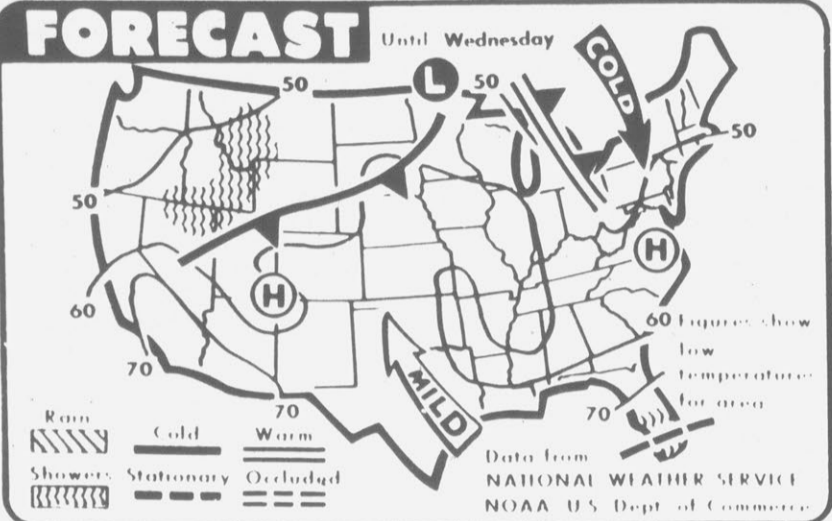 FORECAST
Until Wednesday
COLD
50
L
50
50
50
H
H
60
60
Figures show
low
temperatures
for area
70
MILD
70
70
Rain
Cold
Warm
Showers
Stationary
Occluded
Data from
NATIONAL WEATHER SERVICE
NOAA U.S. Dept. of Commerce